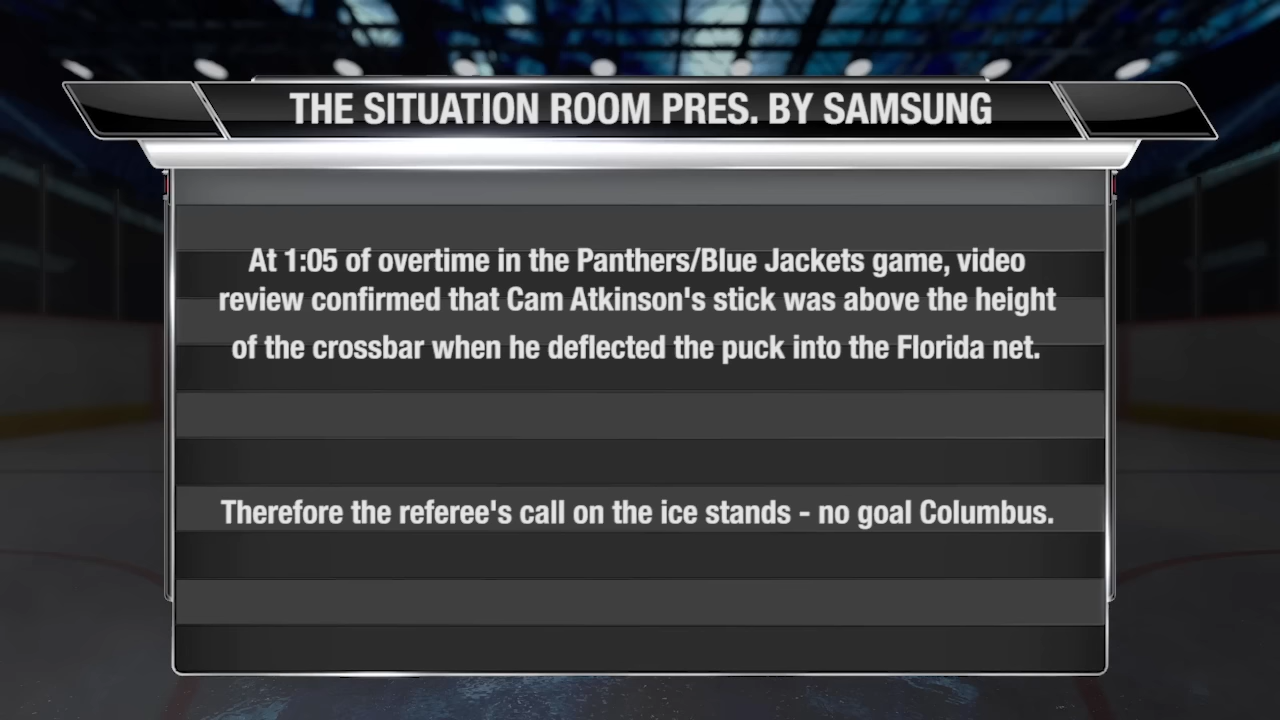 THE SITUATION ROOM PRES. BY SAMSUNG
At 1:05 of overtime in the Panthers/Blue Jackets game, video
review confirmed that Cam Atkinson's stick was above the height
of the crossbar when he deflected the puck into the Florida net.
Therefore the referee's call on the ice stands - no goal Columbus.